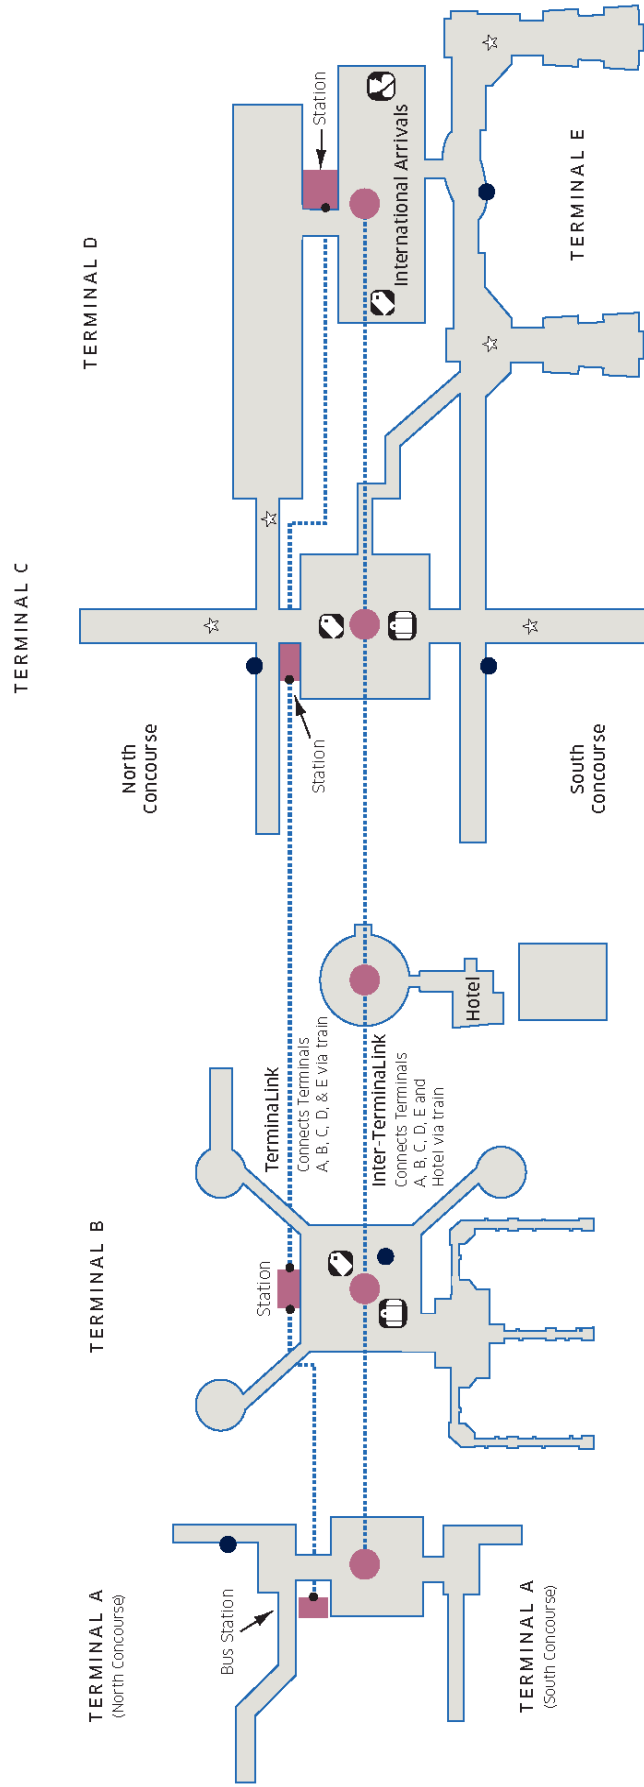 TERMINAL A
(North Concourse)
TERMINAL B
TERMINAL C
TERMINAL D
Bus Station
Station
North
Concourse
Station
Station
TerminaLink
Connects Terminals
A, B, C, D, & E via train
Inter-TerminaLink
Connects Terminals
A, B, C, D, E and
Hotel via train
International Arrivals
Hotel
TERMINAL A
(South Concourse)
South
Concourse
TERMINAL E